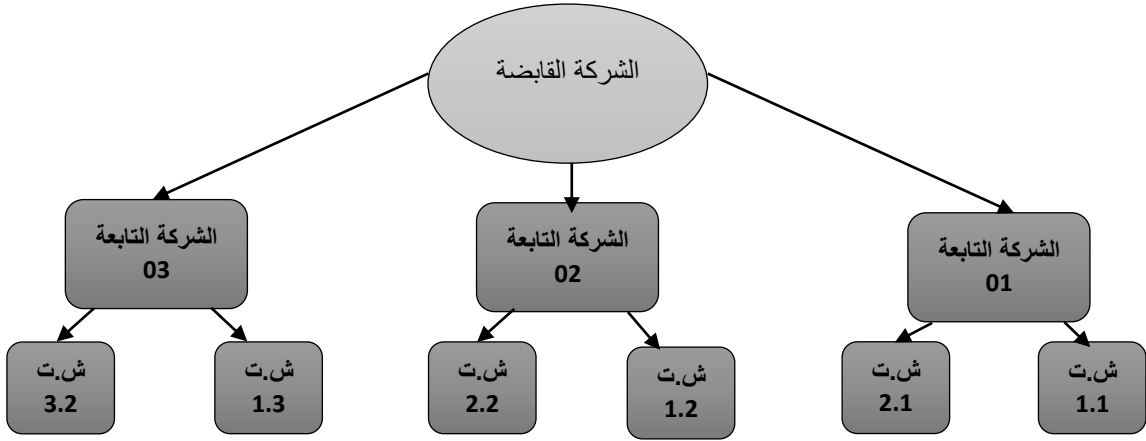 الشركة القابضة
الشركة التابعة
01
الشركة التابعة
02
الشركة التابعة
03
ش.ت
1.1
ش.ت
2.1
ش.ت
1.2
ش.ت
2.2
ش.ت
1.3
ش.ت
3.2